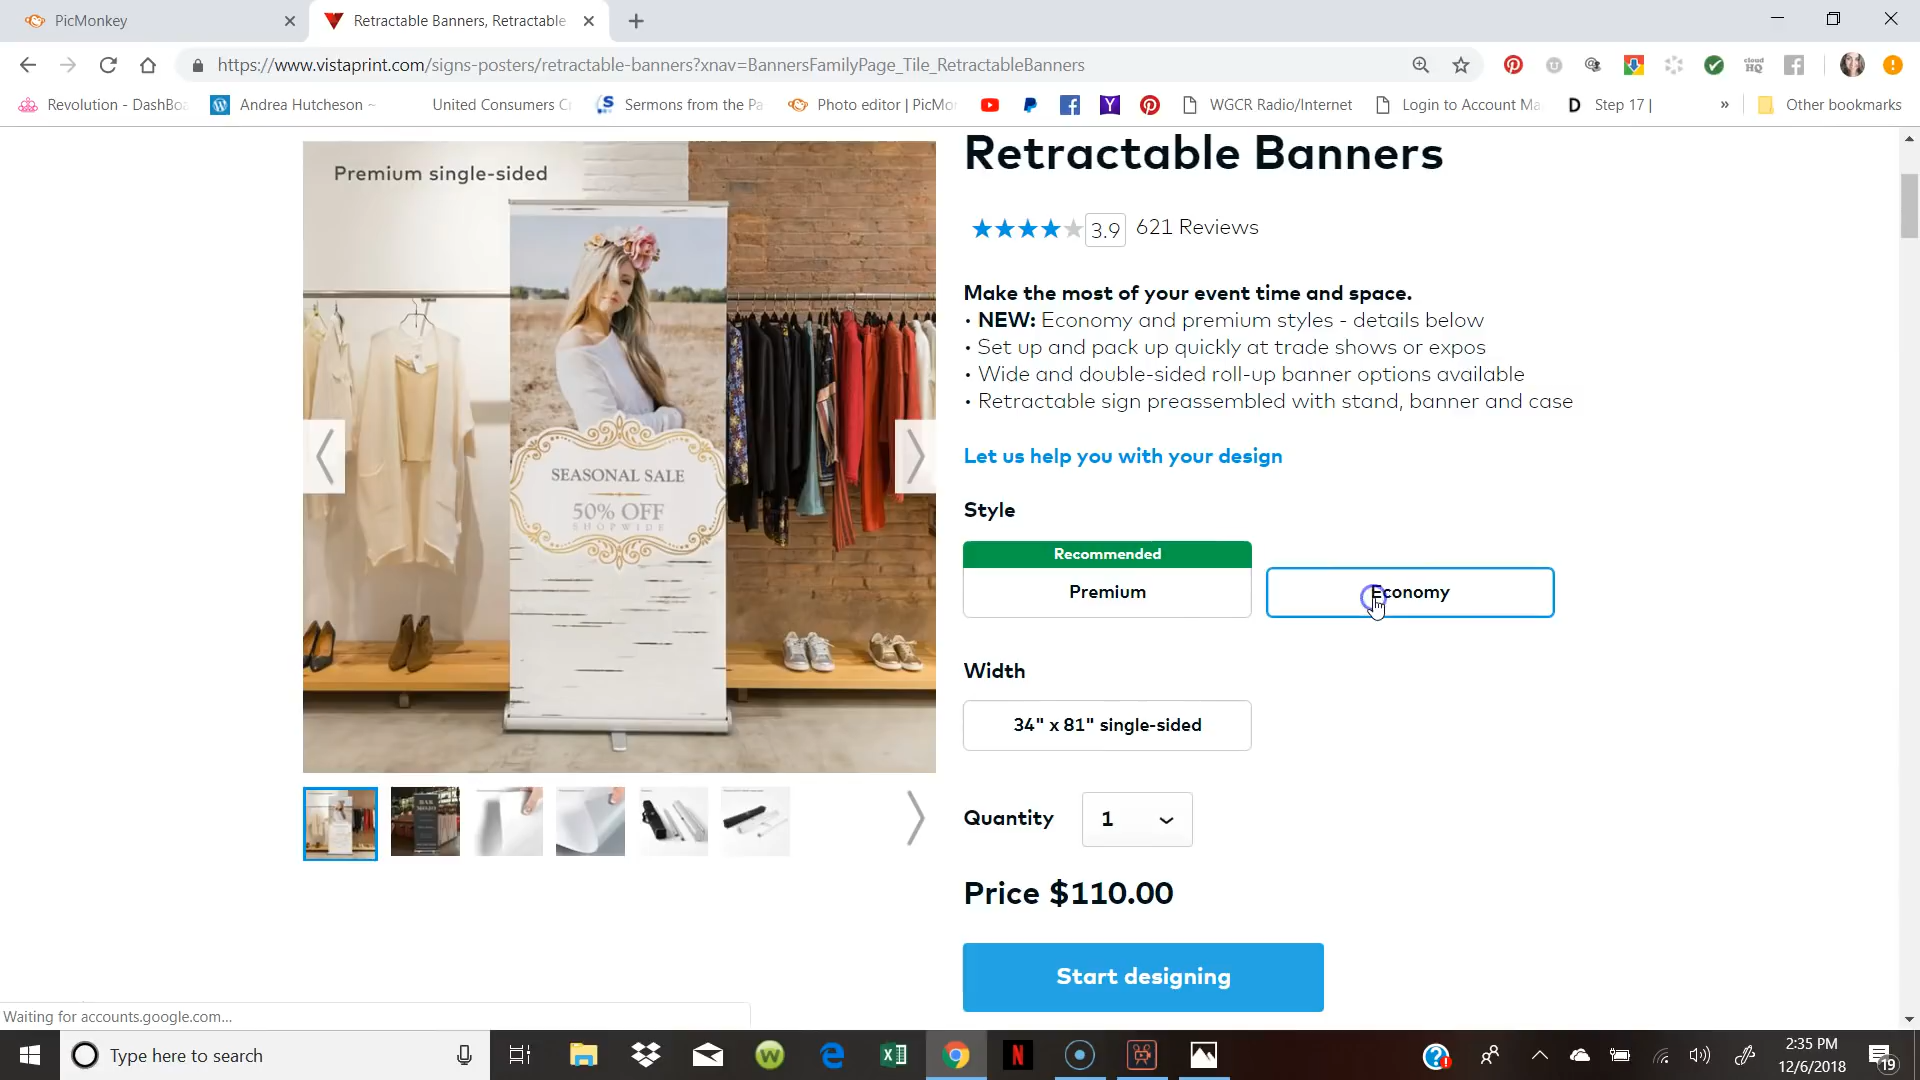 PicMonkey
Retractable Banners, Retractable
https://www.vistaprint.com/signs-posters/retractable-banners?xnav=BannersFamilyPage_Tile_RetractableBanners
Revolution - DashBo
Andrea Hutcheson ~
United Consumers C
Sermons from the Pa
Photo editor | PicMo
WGCR Radio/Internet
Login to Account Ma
Step 17 |
»
Other bookmarks
Premium single-sided
SEASONAL SALE
50% OFF
SHOPWIDE
Retractable Banners
3.9 621 Reviews
Make the most of your event time and space.
• NEW: Economy and premium styles - details below
• Set up and pack up quickly at trade shows or expos
• Wide and double-sided roll-up banner options available
• Retractable sign preassembled with stand, banner and case
Let us help you with your design
Style
Recommended
Premium
Economy
Width
34" x 81" single-sided
Quantity 1
Price $110.00
Start designing
Waiting for accounts.google.com...
Type here to search
2:35 PM
12/6/2018
19